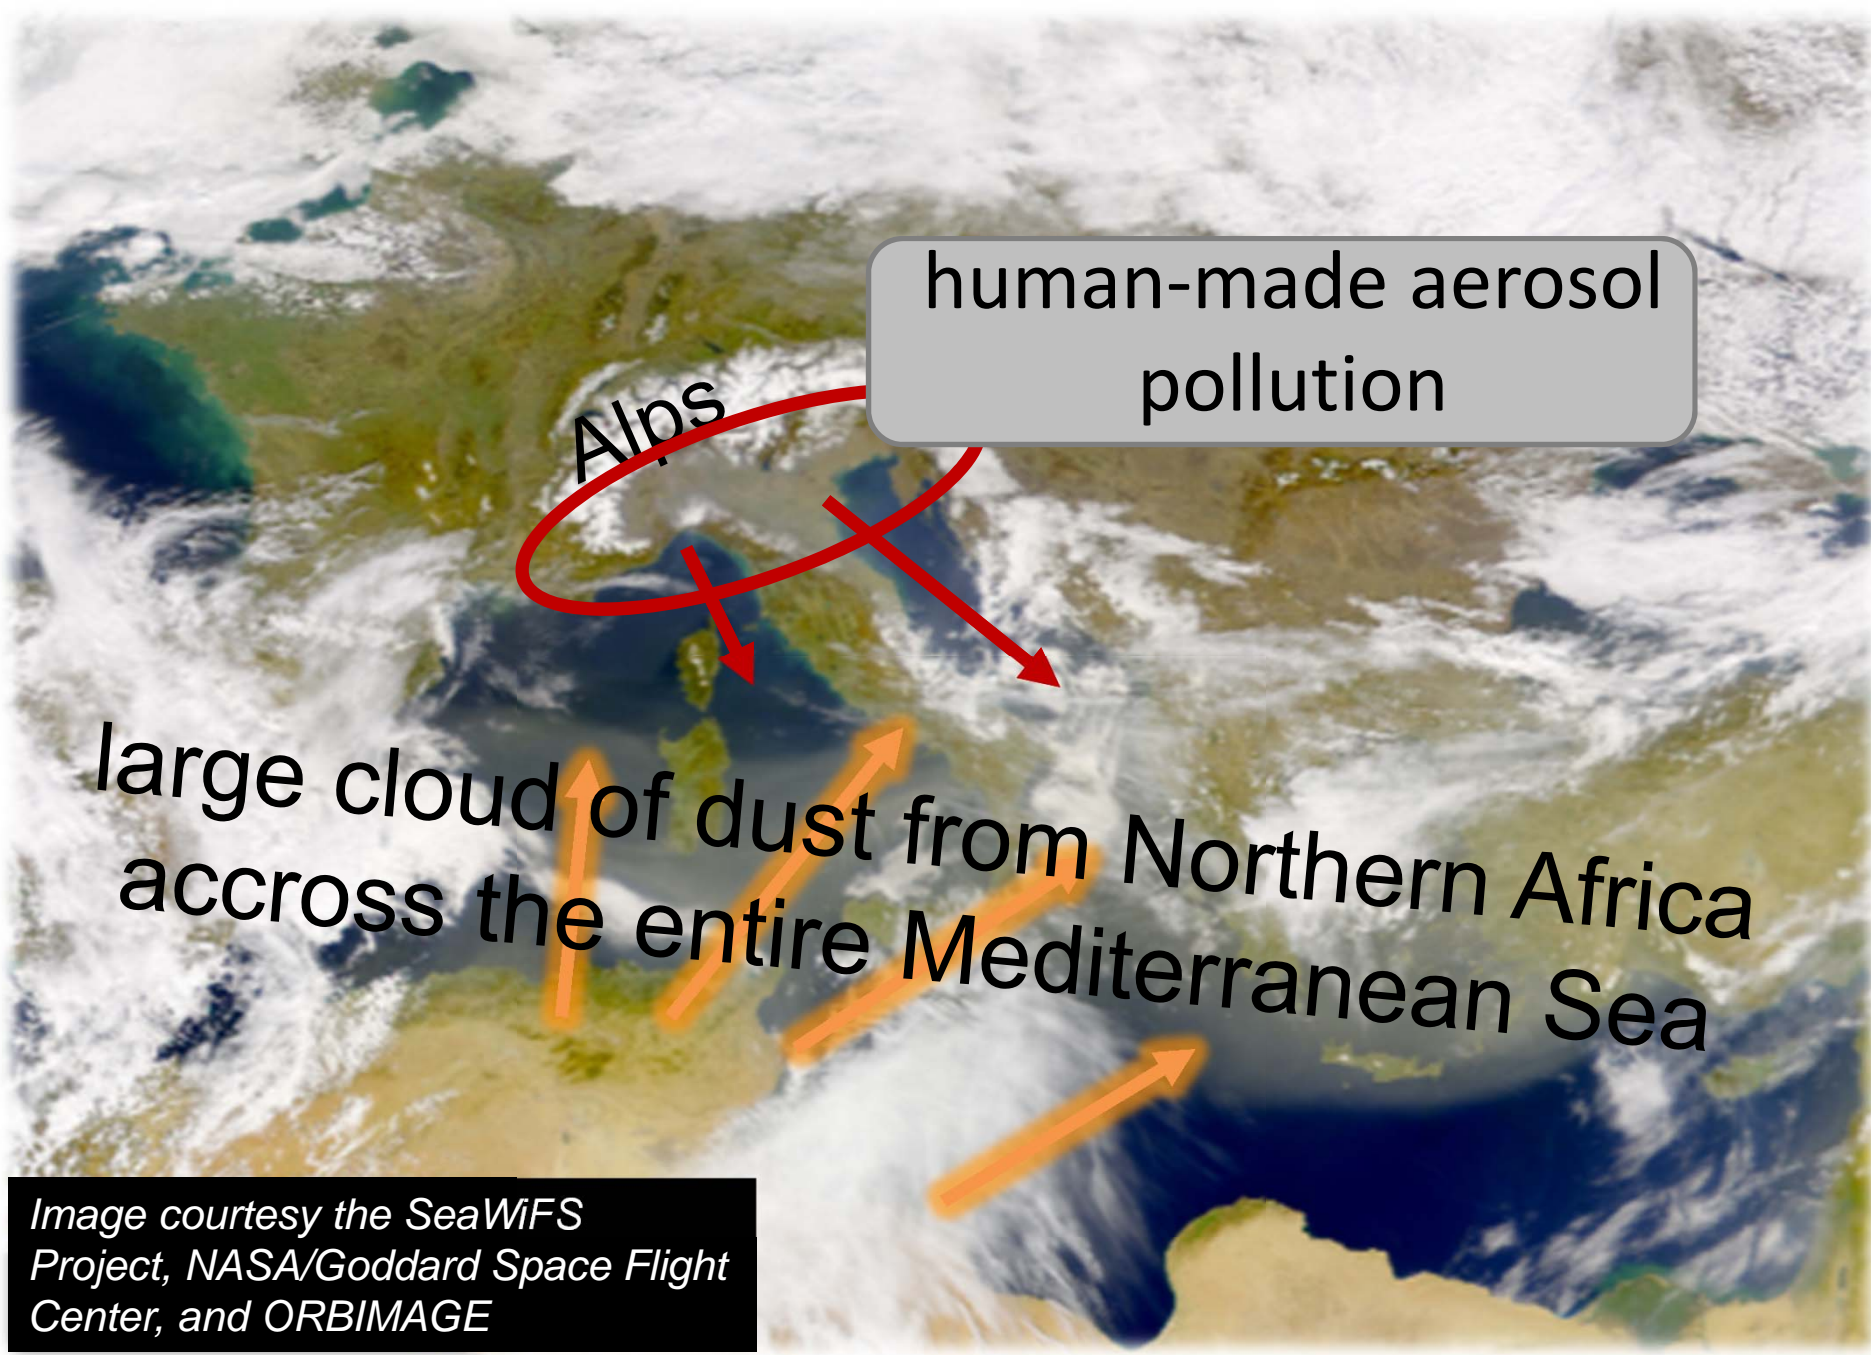 human-made aerosol
pollution
Alps
large cloud of dust from Northern Africa
accross the entire Mediterranean Sea
Image courtesy the SeaWiFS
Project, NASA/Goddard Space Flight
Center, and ORBIMAGE